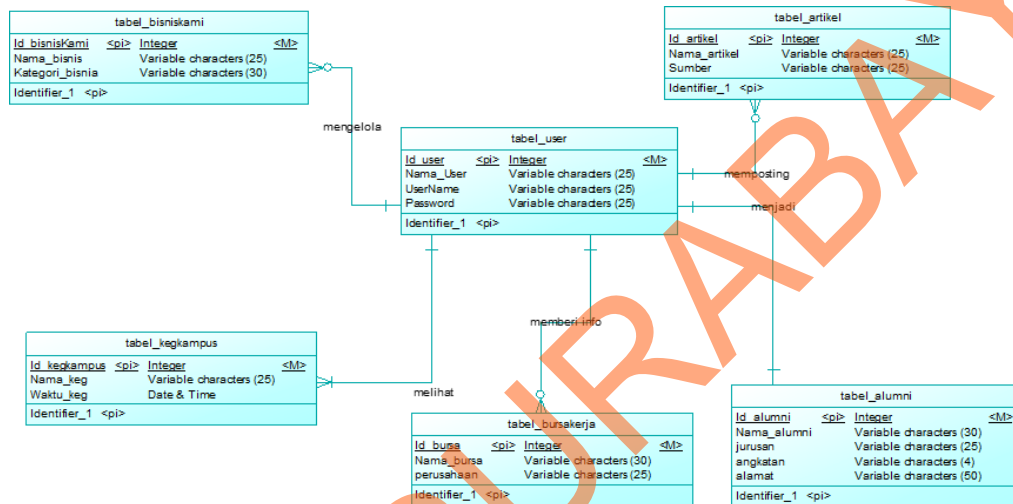 tabel_bisniskami
Id_bisnisKami <pi> Integer <M>
Nama_bisnis Variable characters (25)
Kategori_bisnia Variable characters (30)
Identifier_1 <pi>
tabel_artikel
Id_artikel <pi> Integer <M>
Nama_artikel Variable characters (25)
Sumber Variable characters (25)
Identifier_1 <pi>
mengelola
tabel_user
Id_user <pi> Integer <M>
Nama_User Variable characters (25)
UserName Variable characters (25)
Password Variable characters (25)
Identifier_1 <pi>
memposting
menjadi
memberi info
tabel_kegkampus
Id_kegkampus <pi> Integer <M>
Nama_keg Variable characters (25)
Waktu_keg Date & Time
Identifier_1 <pi>
melihat
tabel_bursakerja
Id_bursa <pi> Integer <M>
Nama_bursa Variable characters (30)
perusahaan Variable characters (25)
Identifier_1 <pi>
tabel_alumni
Id_alumni <pi> Integer <M>
Nama_alumni Variable characters (30)
jurusan Variable characters (25)
angkatan Variable characters (4)
alamat Variable characters (50)
Identifier_1 <pi>
URABAY